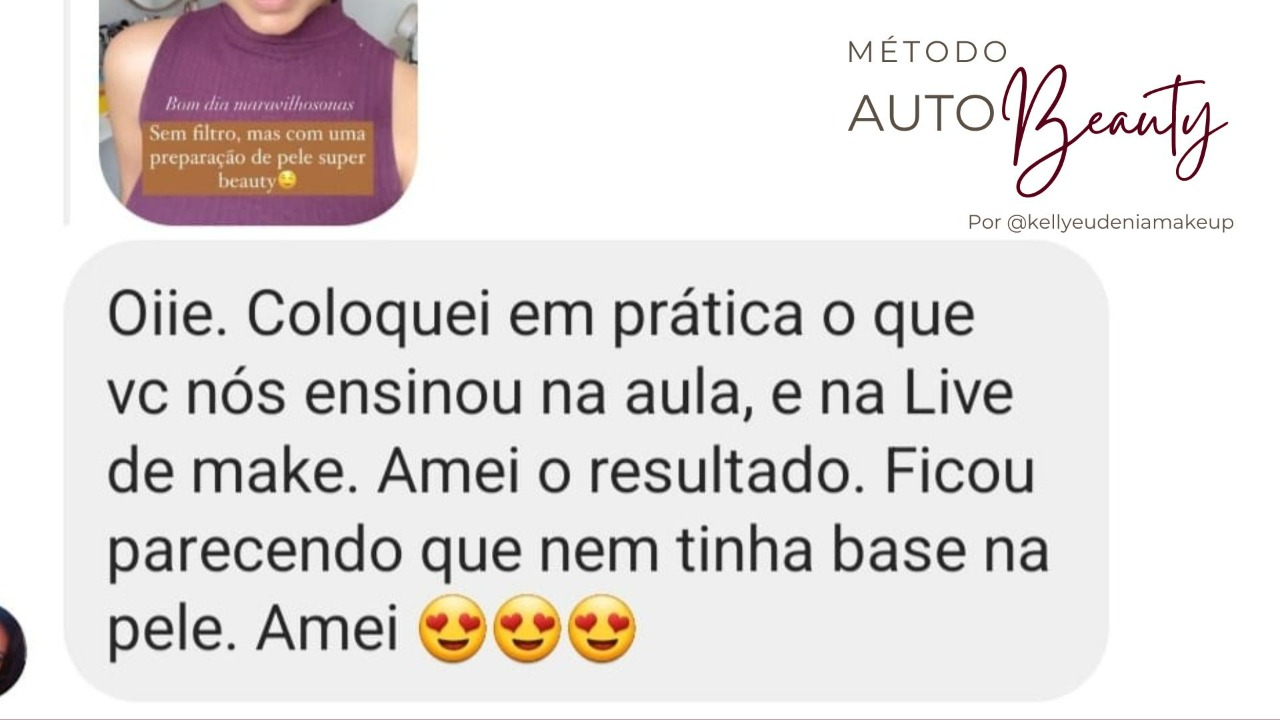 Bom dia maravilhosonas
Sem filtro, mas com uma
preparação de pele super
beauty😉
MÉTODO
AUTO Beauty
Por @kellyeudeniamakeup
Oiie. Coloquei em prática o que
vc nós ensinou na aula, e na Live
de make. Amei o resultado. Ficou
parecendo que nem tinha base na
pele. Amei 😍😍😍